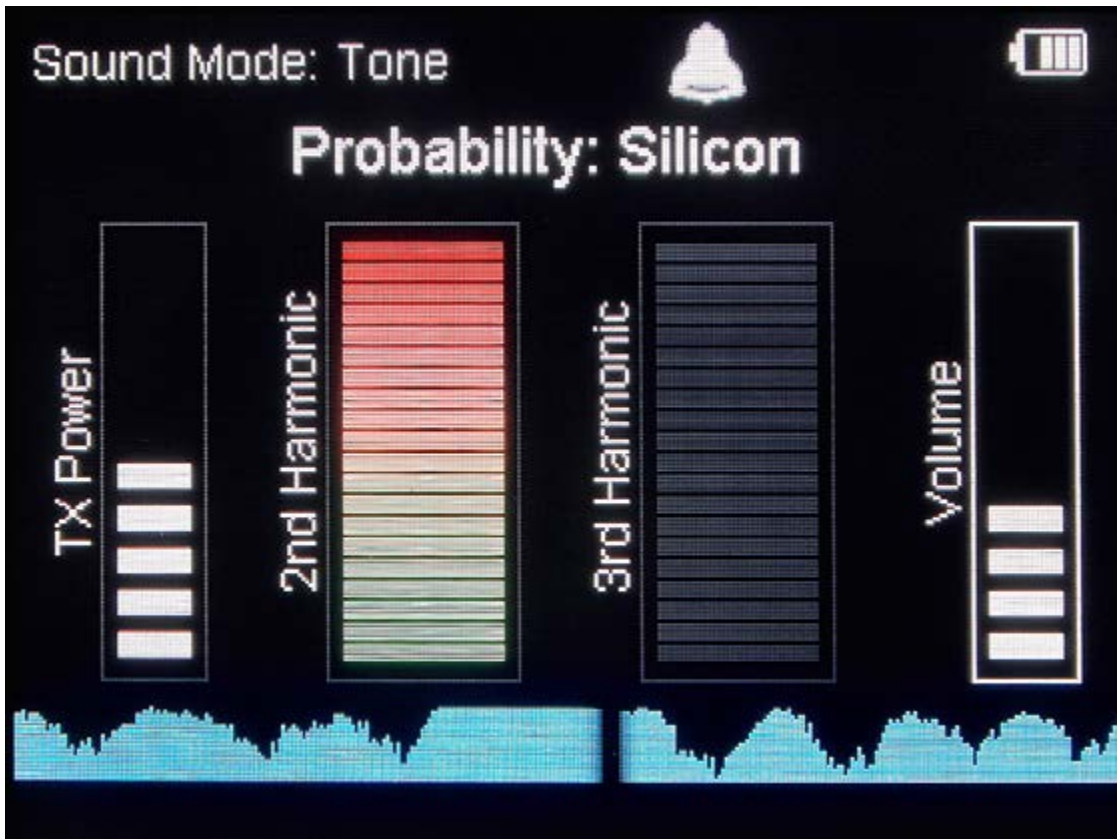 Sound Mode: Tone
Probability: Silicon
TX Power
2nd Harmonic
3rd Harmonic
Volume